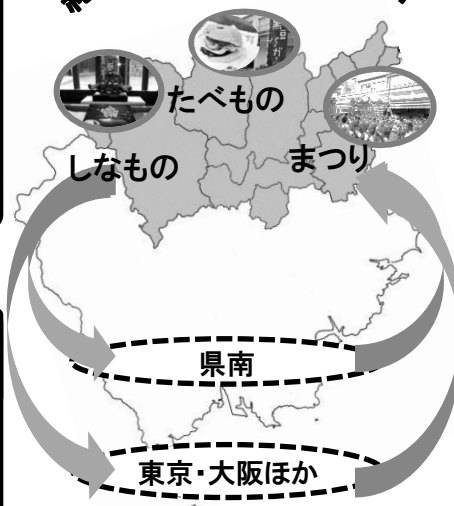 たべもの
しなもの
まつり
県南
東京・大阪ほか